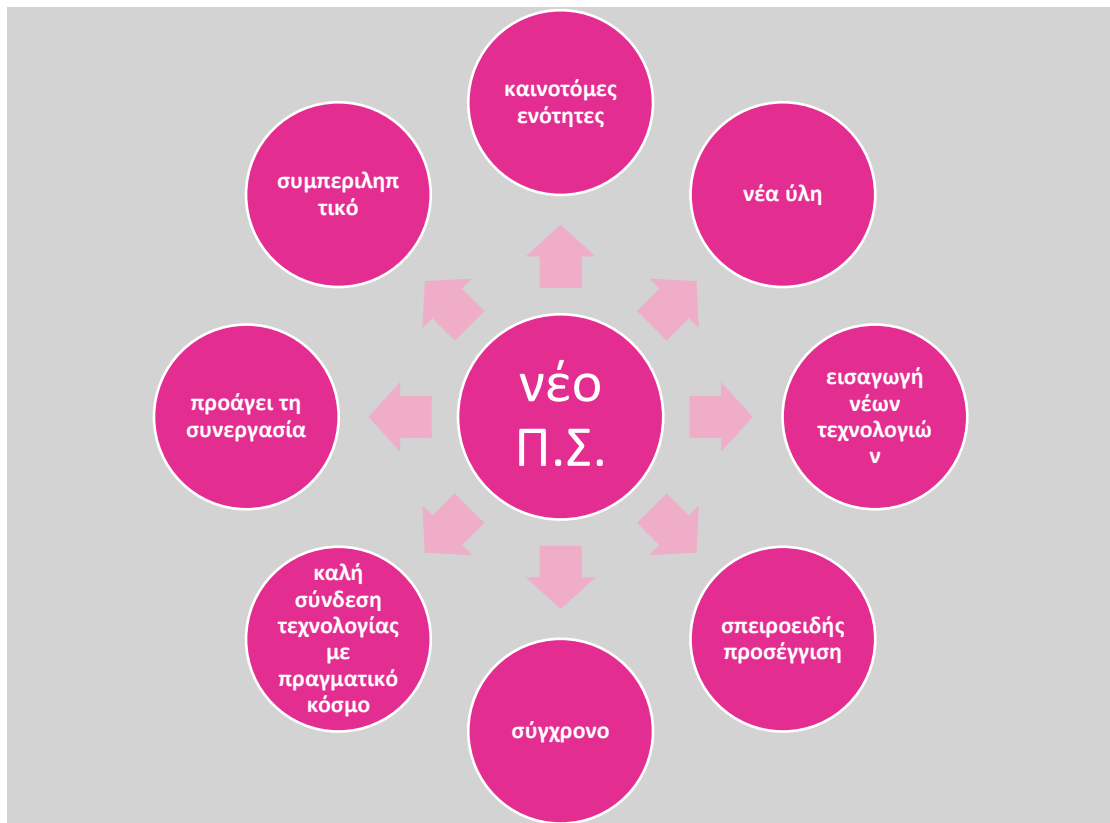 καινοτόμες
ενότητες
νέα ύλη
εισαγωγή
νέων
τεχνολογιώ
ν
σπειροειδής
προσέγγιση
σύγχρονο
καλή
σύνδεση
τεχνολογίας
με
πραγματικό
κόσμο
προάγει τη
συνεργασία
συμπεριληπ
τικό
νέο
Π.Σ.